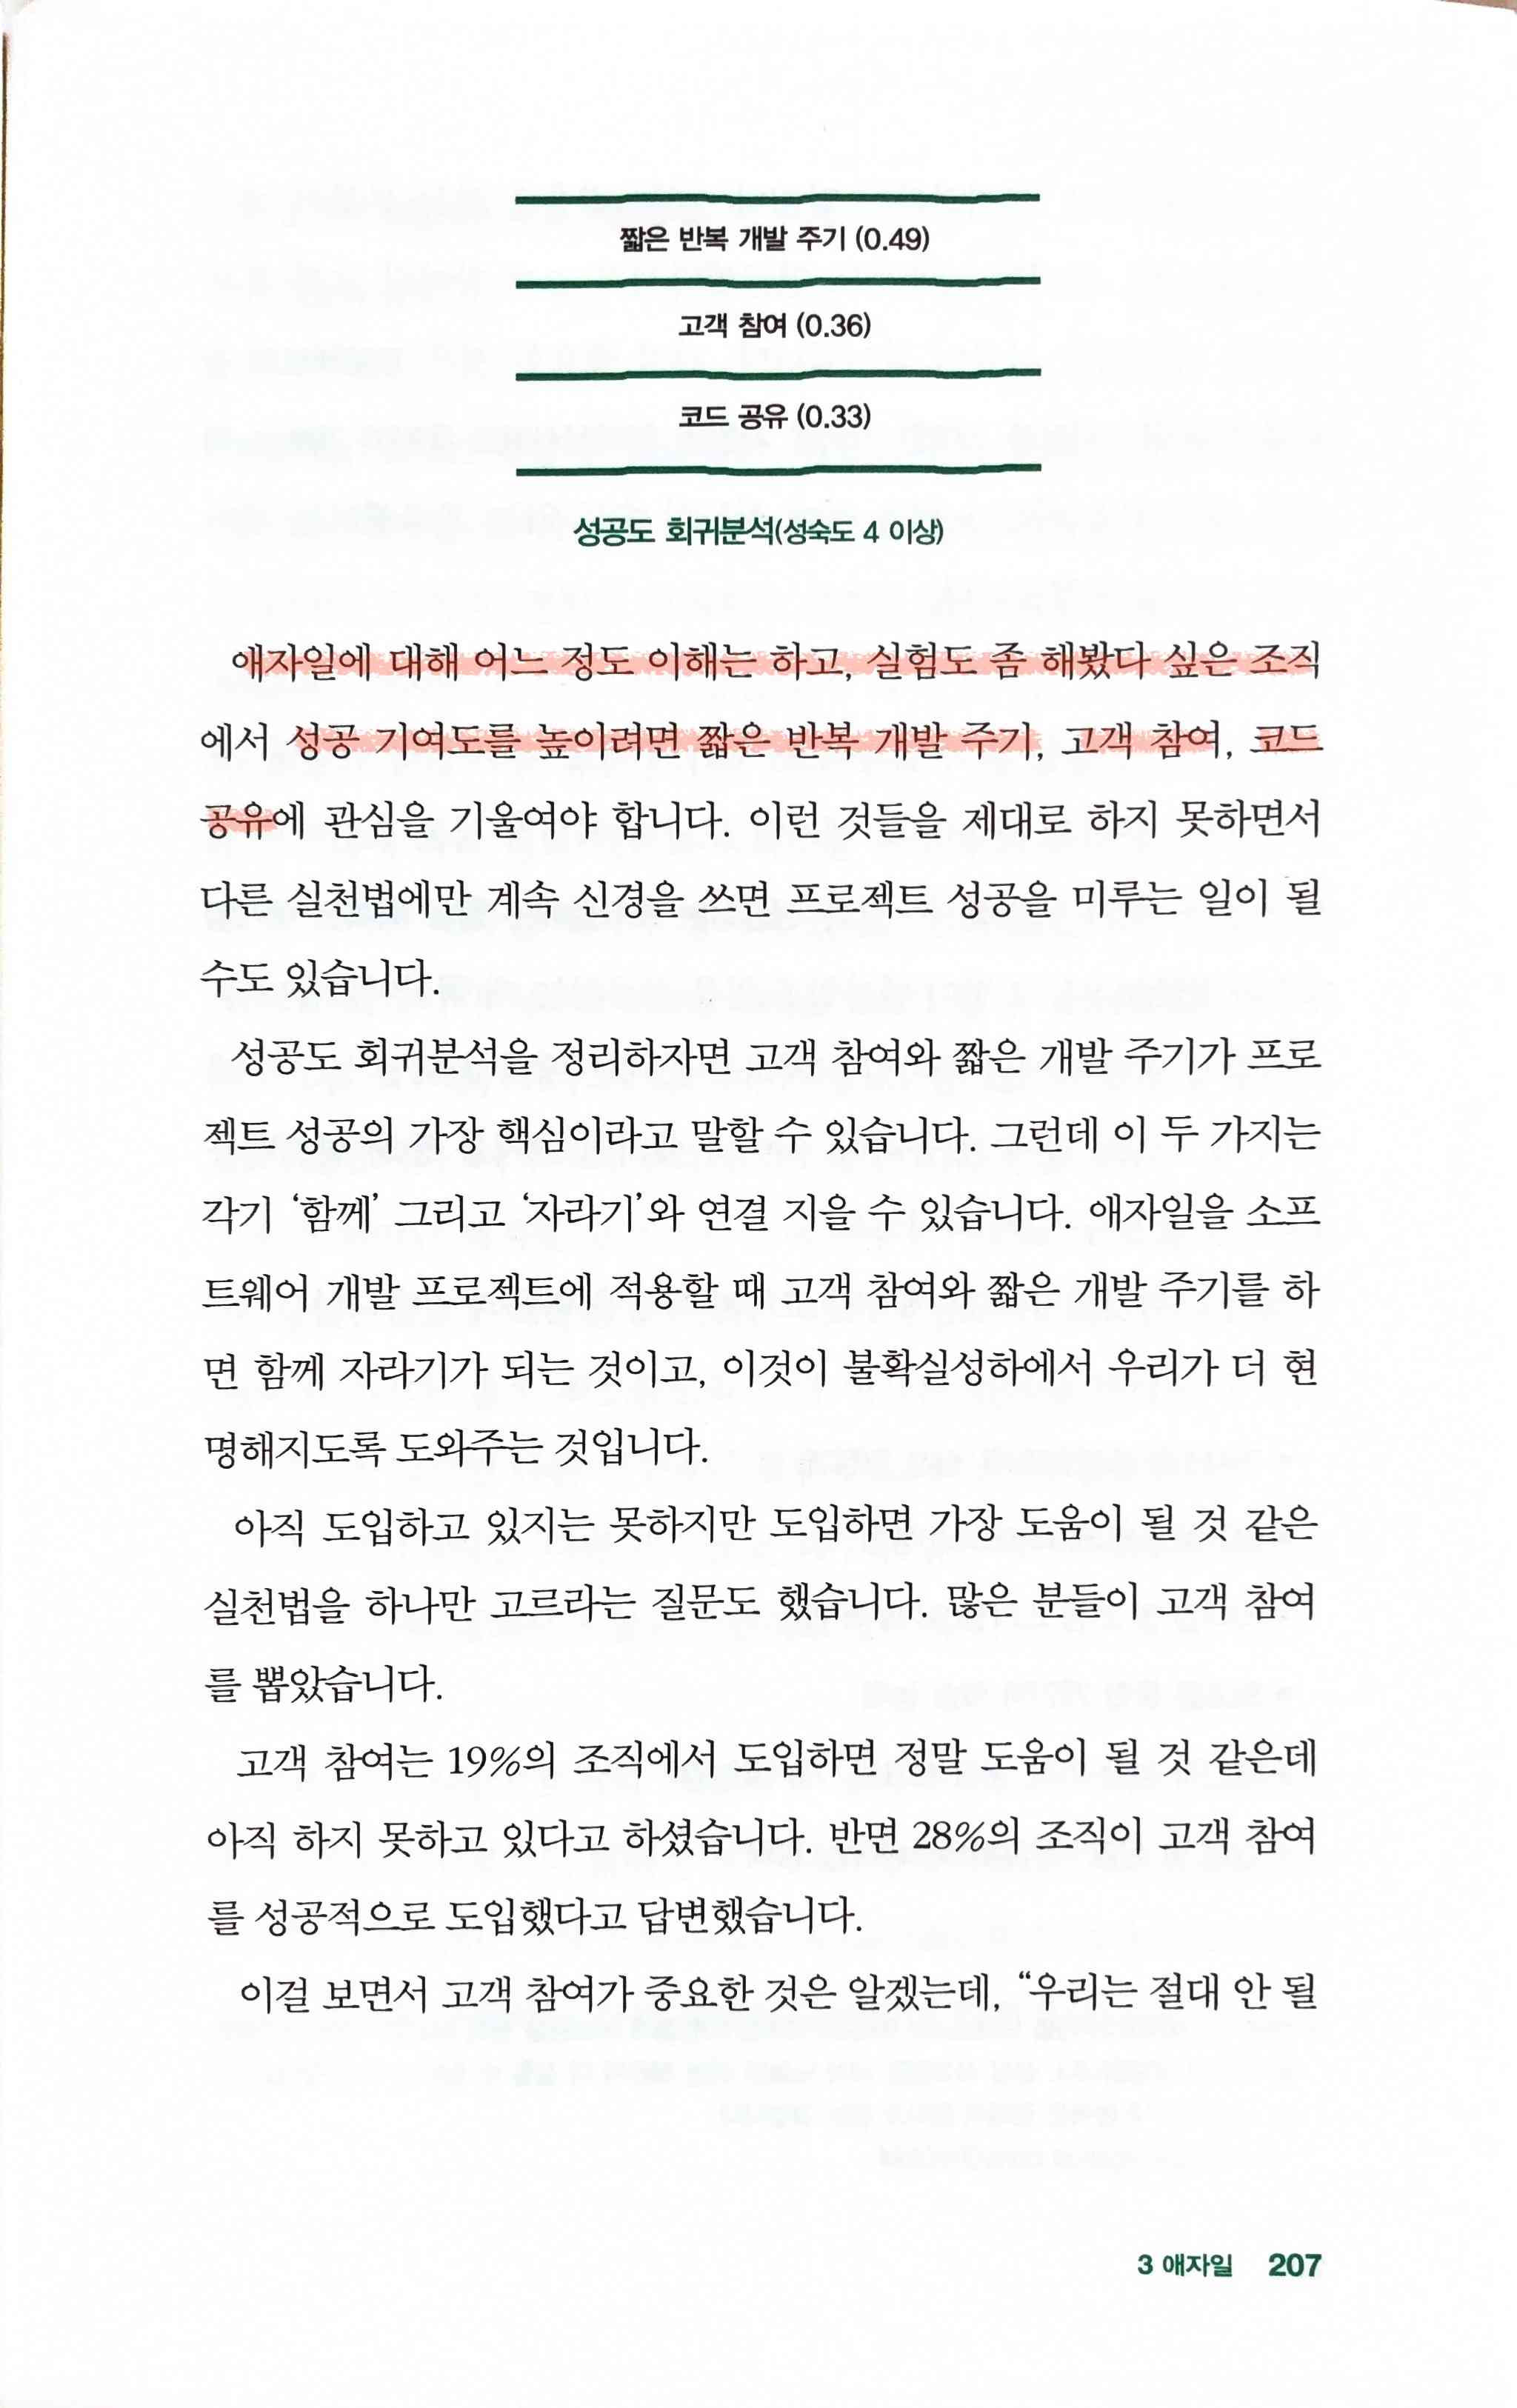 짧은 반복 개발 주기 (0.49)
고객 참여 (0.36)
코드 공유 (0.33)
성공도 회귀분석(성숙도 4 이상)
애자일에 대해 어느 정도 이해는 하고, 실험도 좀 해봤다 싶은 조직
에서 성공 기여도를 높이려면 짧은 반복 개발 주기, 고객 참여, 코드
공유에 관심을 기울여야 합니다. 이런 것들을 제대로 하지 못하면서
다른 실천법에만 계속 신경을 쓰면 프로젝트 성공을 미루는 일이 될
수도 있습니다.
성공도 회귀분석을 정리하자면 고객 참여와 짧은 개발 주기가 프로
젝트 성공의 가장 핵심이라고 말할 수 있습니다. 그런데 이 두 가지는
각기 ‘함께’ 그리고 ‘자라기’와 연결 지을 수 있습니다. 애자일을 소프
트웨어 개발 프로젝트에 적용할 때 고객 참여와 짧은 개발 주기를 하
면 함께 자라기가 되는 것이고, 이것이 불확실성하에서 우리가 더 현
명해지도록 도와주는 것입니다.
아직 도입하고 있지는 못하지만 도입하면 가장 도움이 될 것 같은
실천법을 하나만 고르라는 질문도 했습니다. 많은 분들이 고객 참여
를 뽑았습니다.
고객 참여는 19%의 조직에서 도입하면 정말 도움이 될 것 같은데
아직 하지 못하고 있다고 하셨습니다. 반면 28%의 조직이 고객 참여
를 성공적으로 도입했다고 답변했습니다.
이걸 보면서 고객 참여가 중요한 것은 알겠는데, “우리는 절대 안 될
3 애자일 207